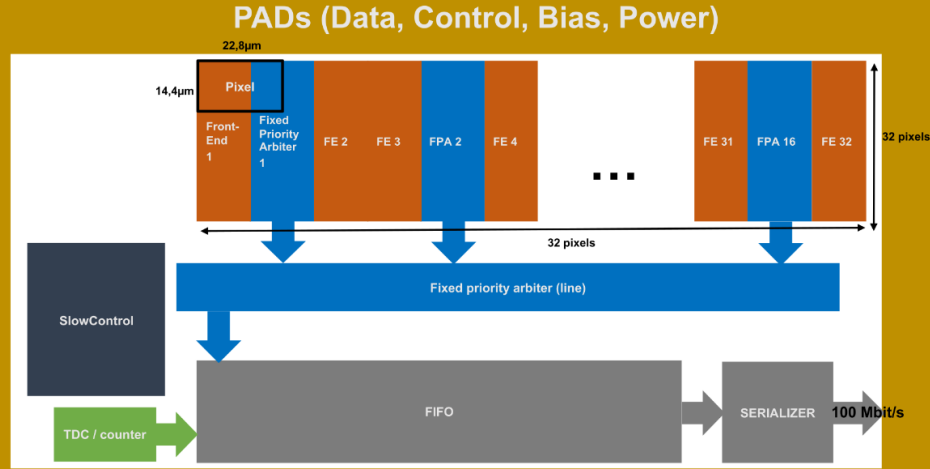 PADs (Data, Control, Bias, Power)
22,8µm
14,4µm
Pixel
Front-
End
1
Fixed
Priority
Arbiter
1
FE 2
FE 3
FPA 2
FE 4
...
FE 31
FPA 16
FE 32
32 pixels
32 pixels
Fixed priority arbiter (line)
SlowControl
FIFO
SERIALIZER
100 Mbit/s
TDC / counter